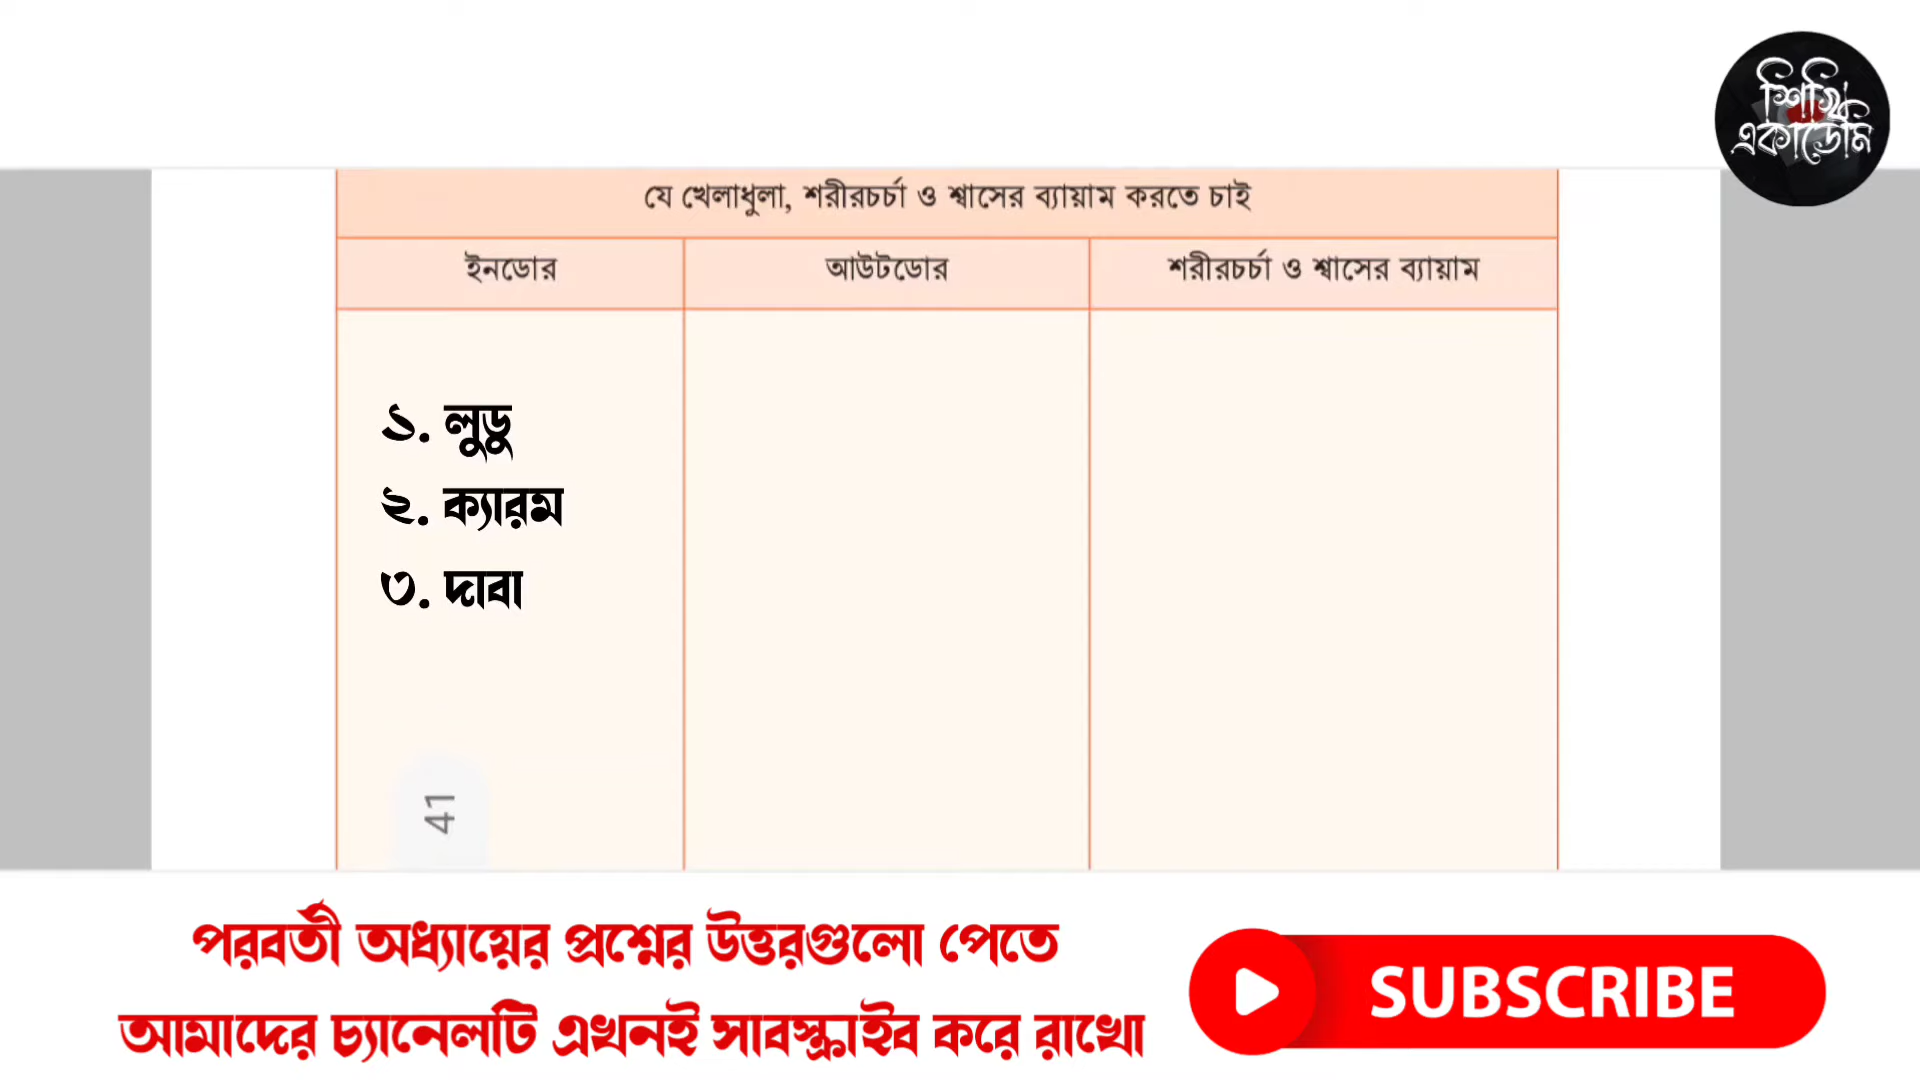 শিখি
একাডেমি
যে খেলাধুলা, শরীরচর্চা ও শ্বাসের ব্যায়াম করতে চাই
ইনডোর	আউটডোর	শরীরচর্চা ও শ্বাসের ব্যায়াম
১. লুডু
২. ক্যারম
৩. দাবা
41
পরবর্তী অধ্যায়ের প্রশ্নের উত্তরগুলো পেতে
আমাদের চ্যানেলটি এখনই সাবস্ক্রাইব করে রাখো
SUBSCRIBE